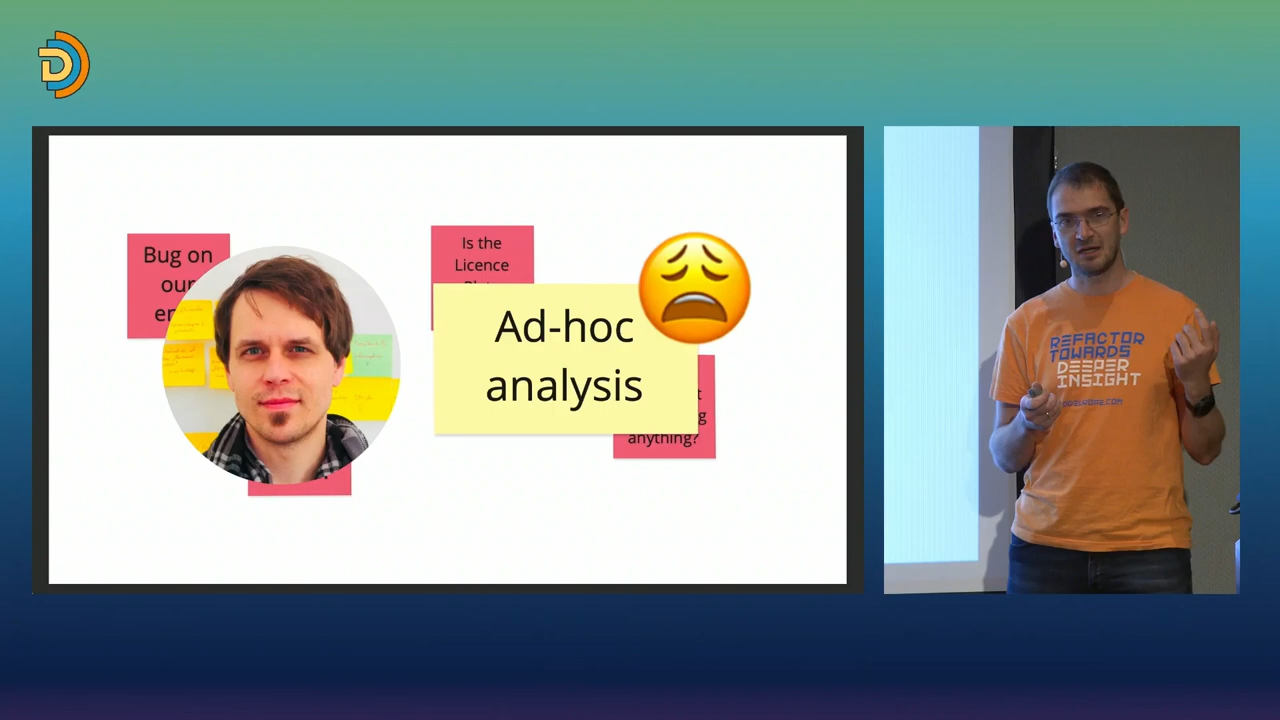 D
Bug on
our
Is the
Licence
Ad-hoc
analysis
anything?
REFACTOR
TOWARDS
DEEPER
INSIGHT